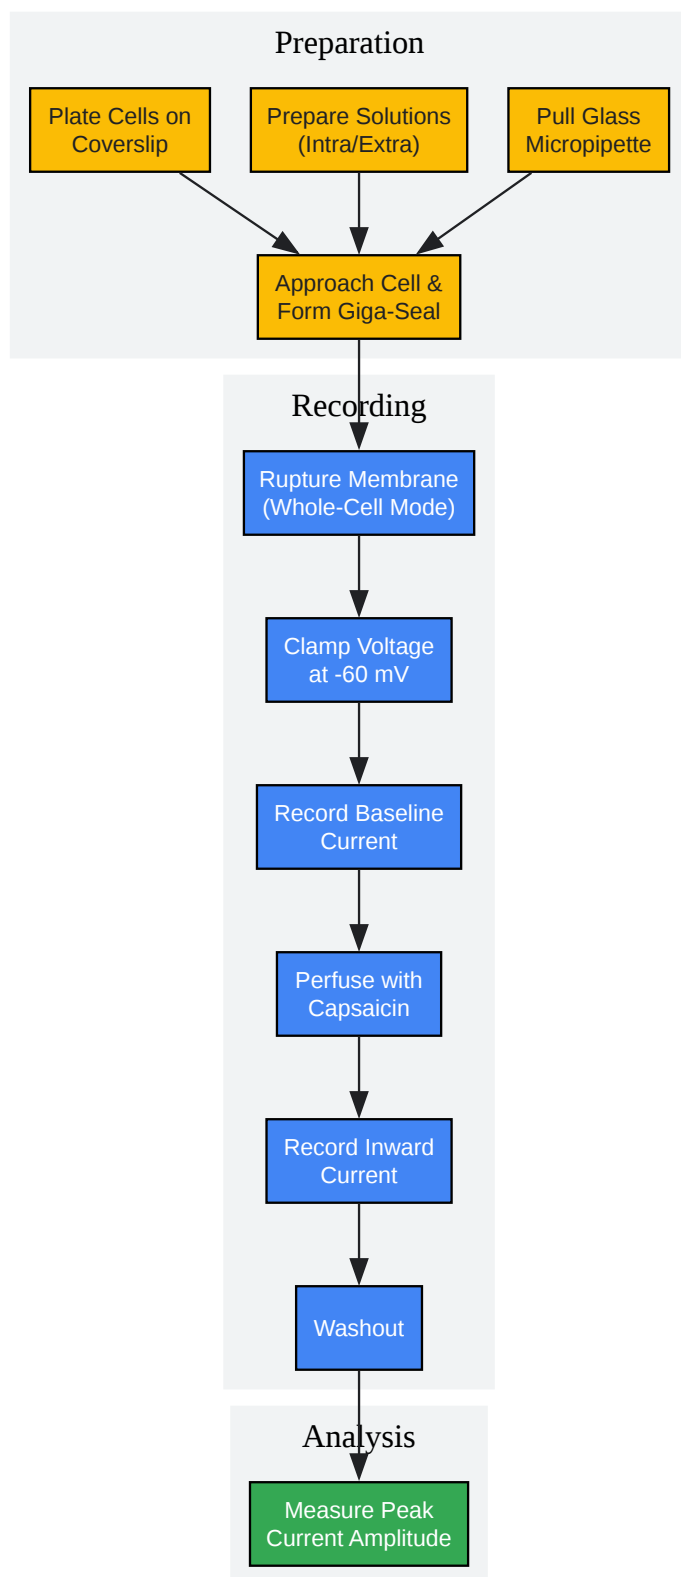 Preparation
Plate Cells on
Coverslip
Prepare Solutions
(Intra/Extra)
Pull Glass
Micropipette
Approach Cell &
Form Giga-Seal
Recording
Rupture Membrane
(Whole-Cell Mode)
Clamp Voltage
at -60 mV
Record Baseline
Current
Perfuse with
Capsaicin
Record Inward
Current
Washout
Analysis
Measure Peak
Current Amplitude